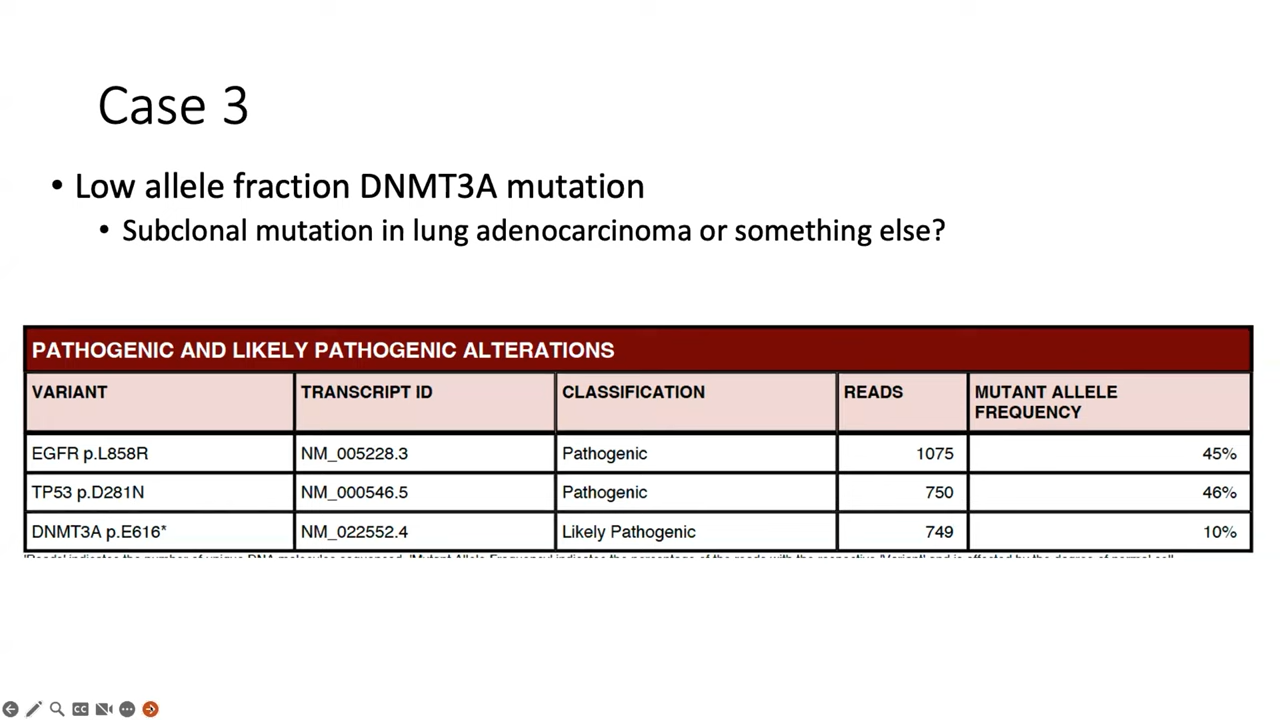 Case 3
• Low allele fraction DNMT3A mutation
• Subclonal mutation in lung adenocarcinoma or something else?
PATHOGENIC AND LIKELY PATHOGENIC ALTERATIONS
VARIANT TRANSCRIPT ID CLASSIFICATION READS MUTANT ALLELE FREQUENCY
EGFR p.L858R NM_005228.3 Pathogenic 1075 45%
TP53 p.D281N NM_000546.5 Pathogenic 750 46%
DNMT3A p.E616* NM_022552.4 Likely Pathogenic 749 10%
CC